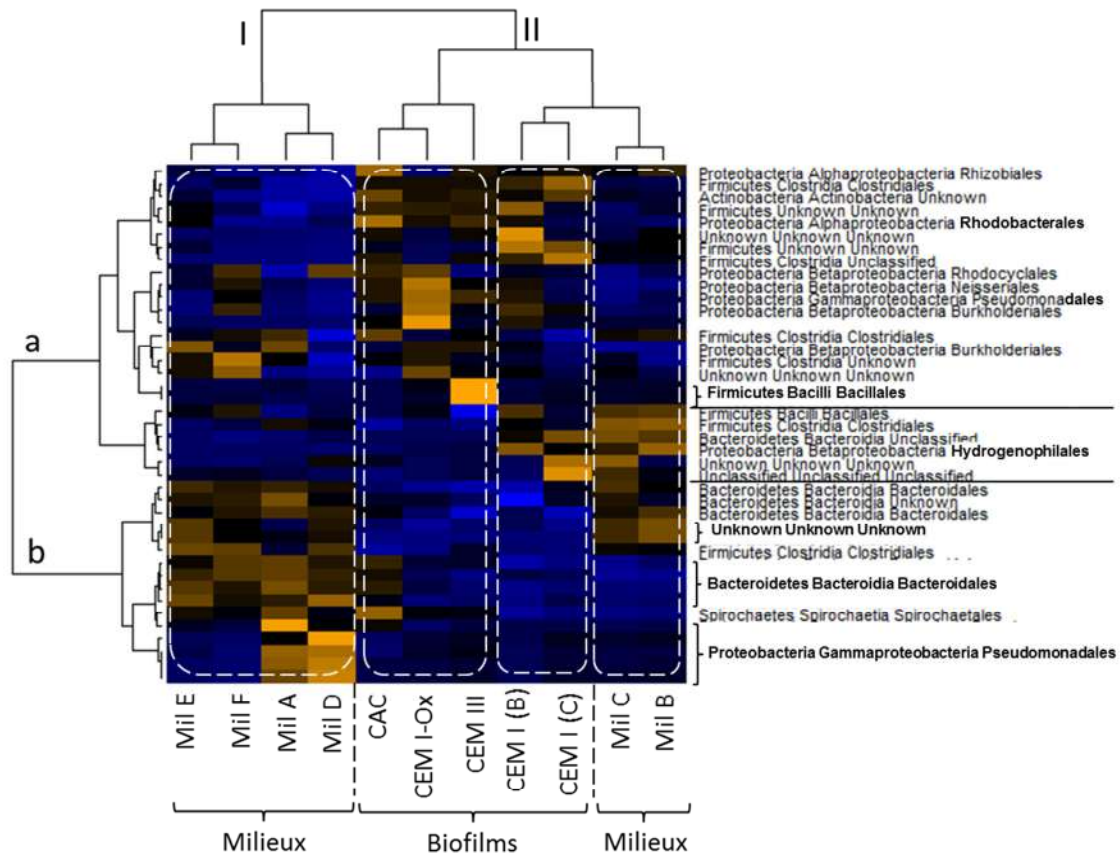 I
II
a
b
Proteobacteria Alphaproteobacteria Rhizobiales
Firmicutes Clostridia Clostridiales
Actinobacteria Actinobacteria Unknown
Firmicutes Unknown Unknown
Proteobacteria Alphaproteobacteria Rhodobacterales
Unknown Unknown Unknown
Firmicutes Unknown Unknown
Firmicutes Clostridia Unclassified
Proteobacteria Betaproteobacteria Rhodocyclales
Proteobacteria Betaproteobacteria Neisseriales
Proteobacteria Gammaproteobacteria Pseudomonadales
Proteobacteria Betaproteobacteria Burkholderiales
Firmicutes Clostridia Clostridiales
Proteobacteria Betaproteobacteria Burkholderiales
Firmicutes Clostridia Unknown
Unknown Unknown Unknown
Firmicutes Bacilli Bacillales
Firmicutes Bacilli Bacillales
Firmicutes Clostridia Clostridiales
Bacteroidetes Bacteroidia Unclassified
Proteobacteria Betaproteobacteria Hydrogenophilales
Unknown Unknown Unknown
Unclassified Unclassified Unclassified
Bacteroidetes Bacteroidia Bacteroidales
Bacteroidetes Bacteroidia Unknown
Bacteroidetes Bacteroidia Bacteroidales
Unknown Unknown Unknown
Firmicutes Clostridia Clostridiales
Bacteroidetes Bacteroidia Bacteroidales
Spirochaetes Spirochaetia Spirochaetales
Proteobacteria Gammaproteobacteria Pseudomonadales
Mil E
Mil F
Mil A
Mil D
CAC
CEM I-Ox
CEM III
CEM I (B)
CEM I (C)
Mil C
Mil B
Milieux
Biofilms
Milieux